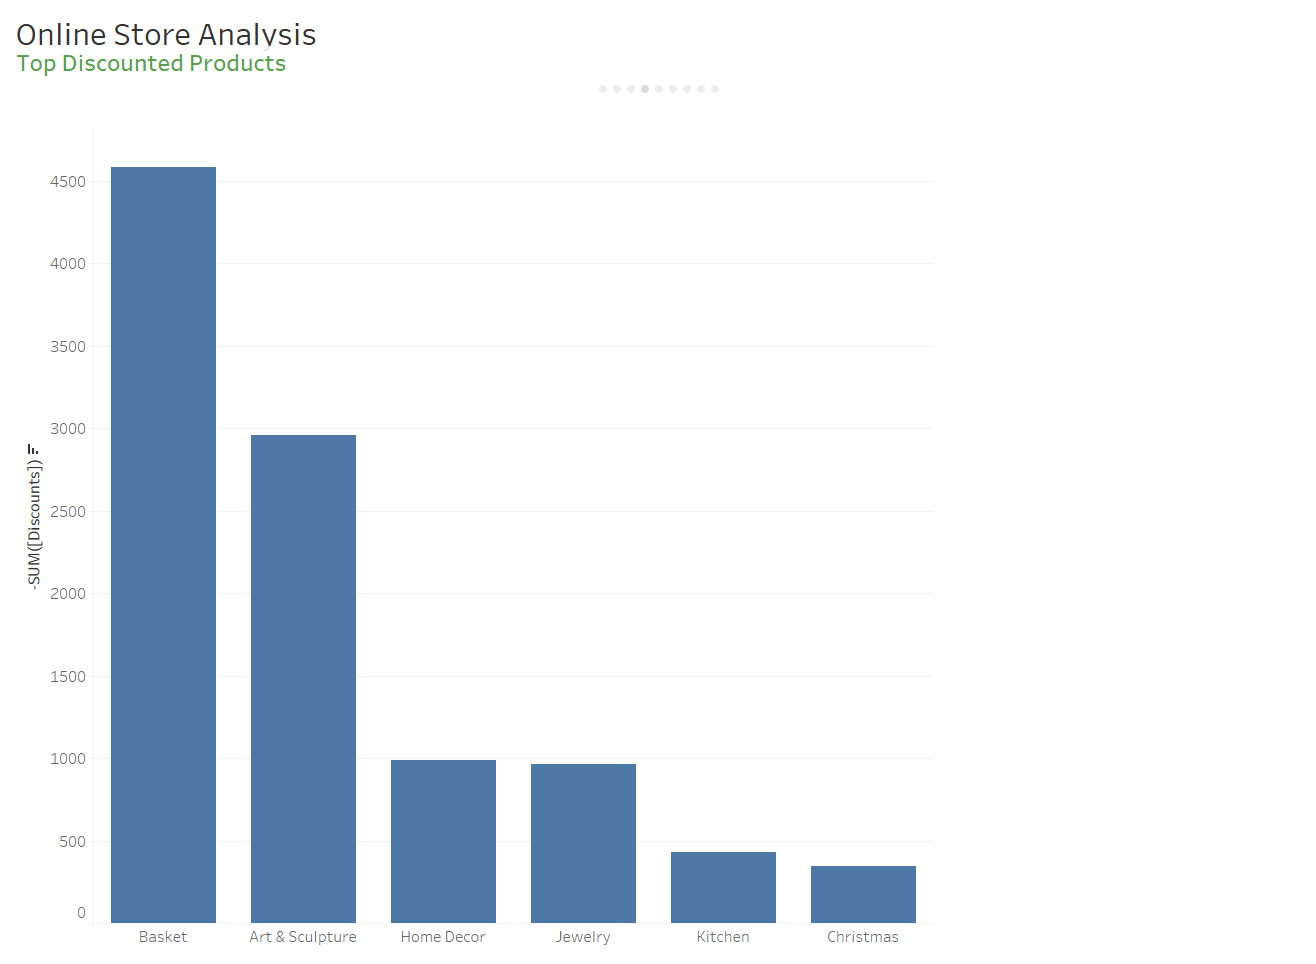 Online Store Analysis
Top Discounted Products
4500
4000
3500
3000
2500
2000
1500
1000
500
0
-SUM([Discounts])
Basket Art & Sculpture Home Decor Jewelry Kitchen Christmas